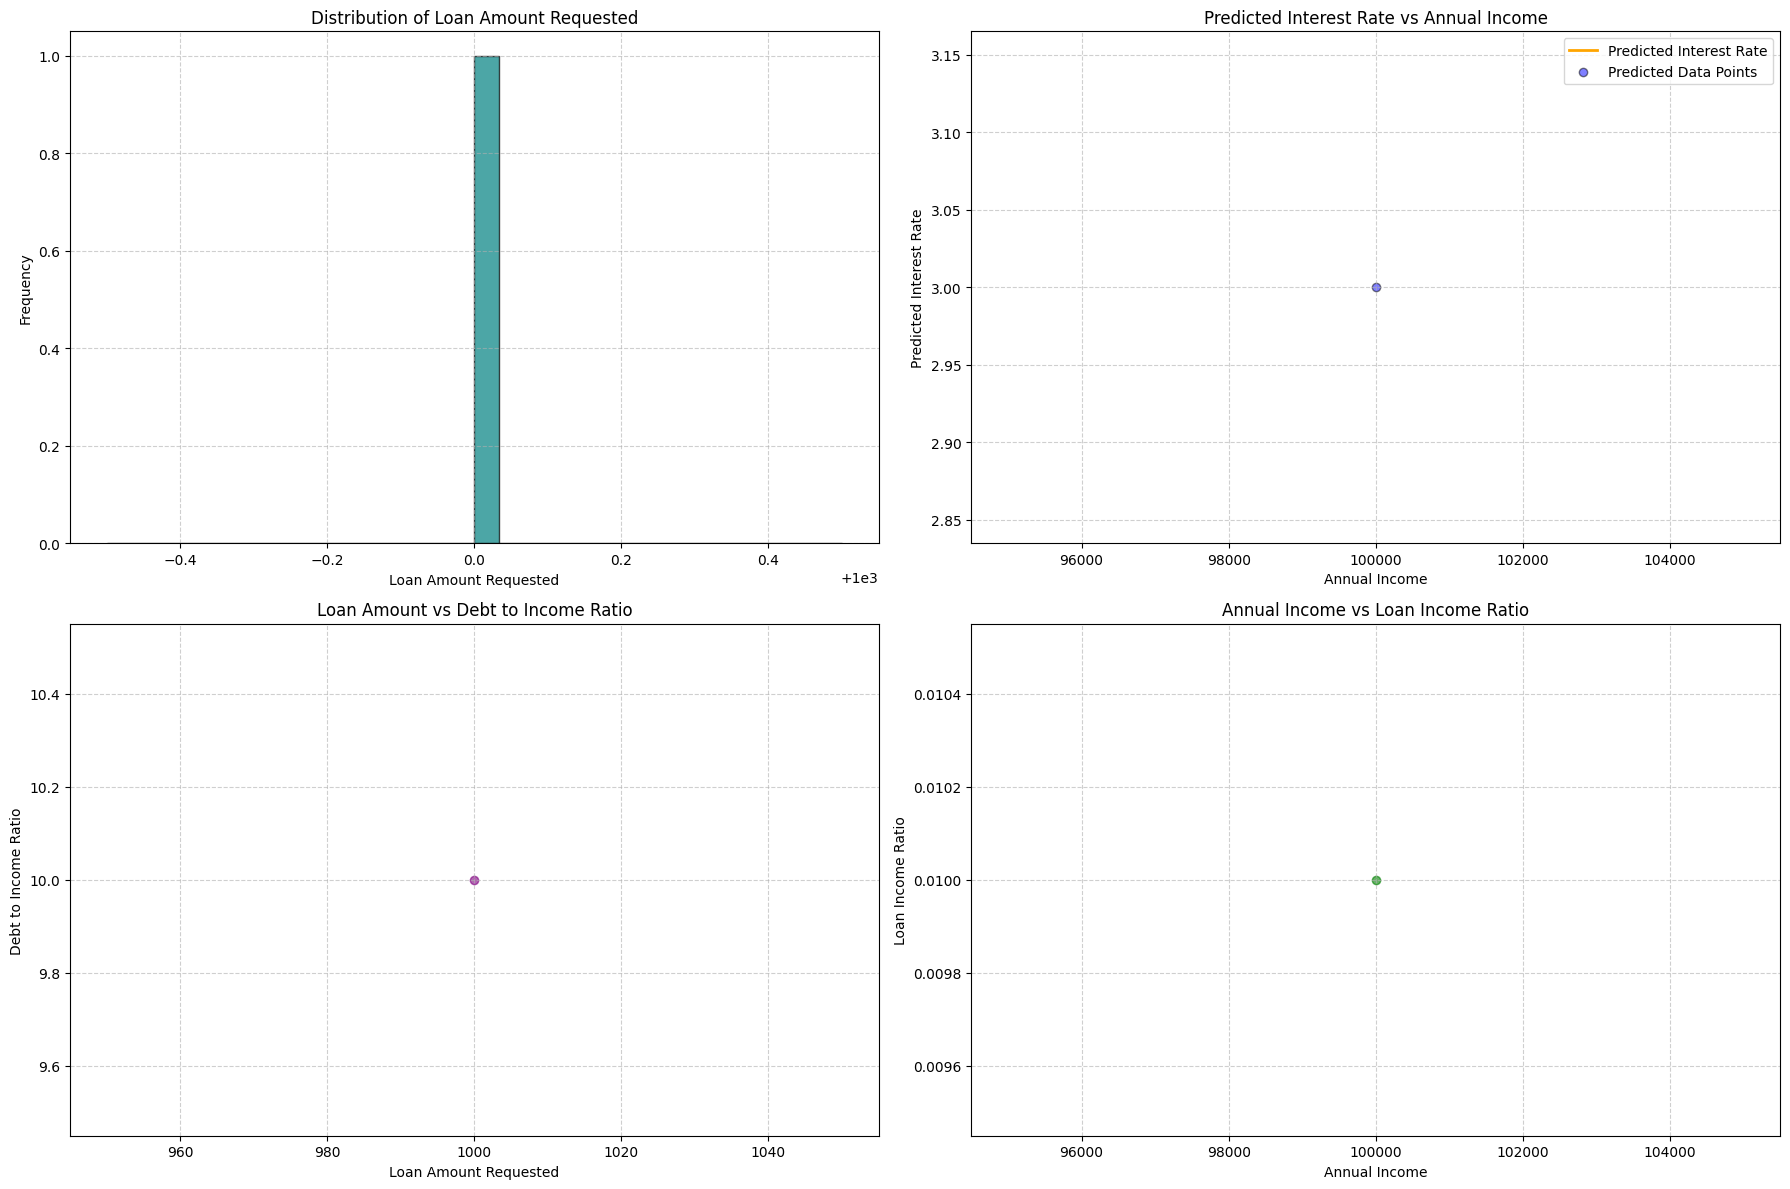 Distribution of Loan Amount Requested
1.0
0.8
0.6
0.4
0.2
0.0
Frequency
−0.4 −0.2 0.0 0.2 0.4
+1e3
Loan Amount Requested
Predicted Interest Rate vs Annual Income
Predicted Interest Rate
Predicted Data Points
3.15
3.10
3.05
3.00
2.95
2.90
2.85
Predicted Interest Rate
96000 98000 100000 102000 104000
Annual Income
Loan Amount vs Debt to Income Ratio
10.4
10.2
10.0
9.8
9.6
Debt to Income Ratio
960 980 1000 1020 1040
Loan Amount Requested
Annual Income vs Loan Income Ratio
0.0104
0.0102
0.0100
0.0098
0.0096
Loan Income Ratio
96000 98000 100000 102000 104000
Annual Income